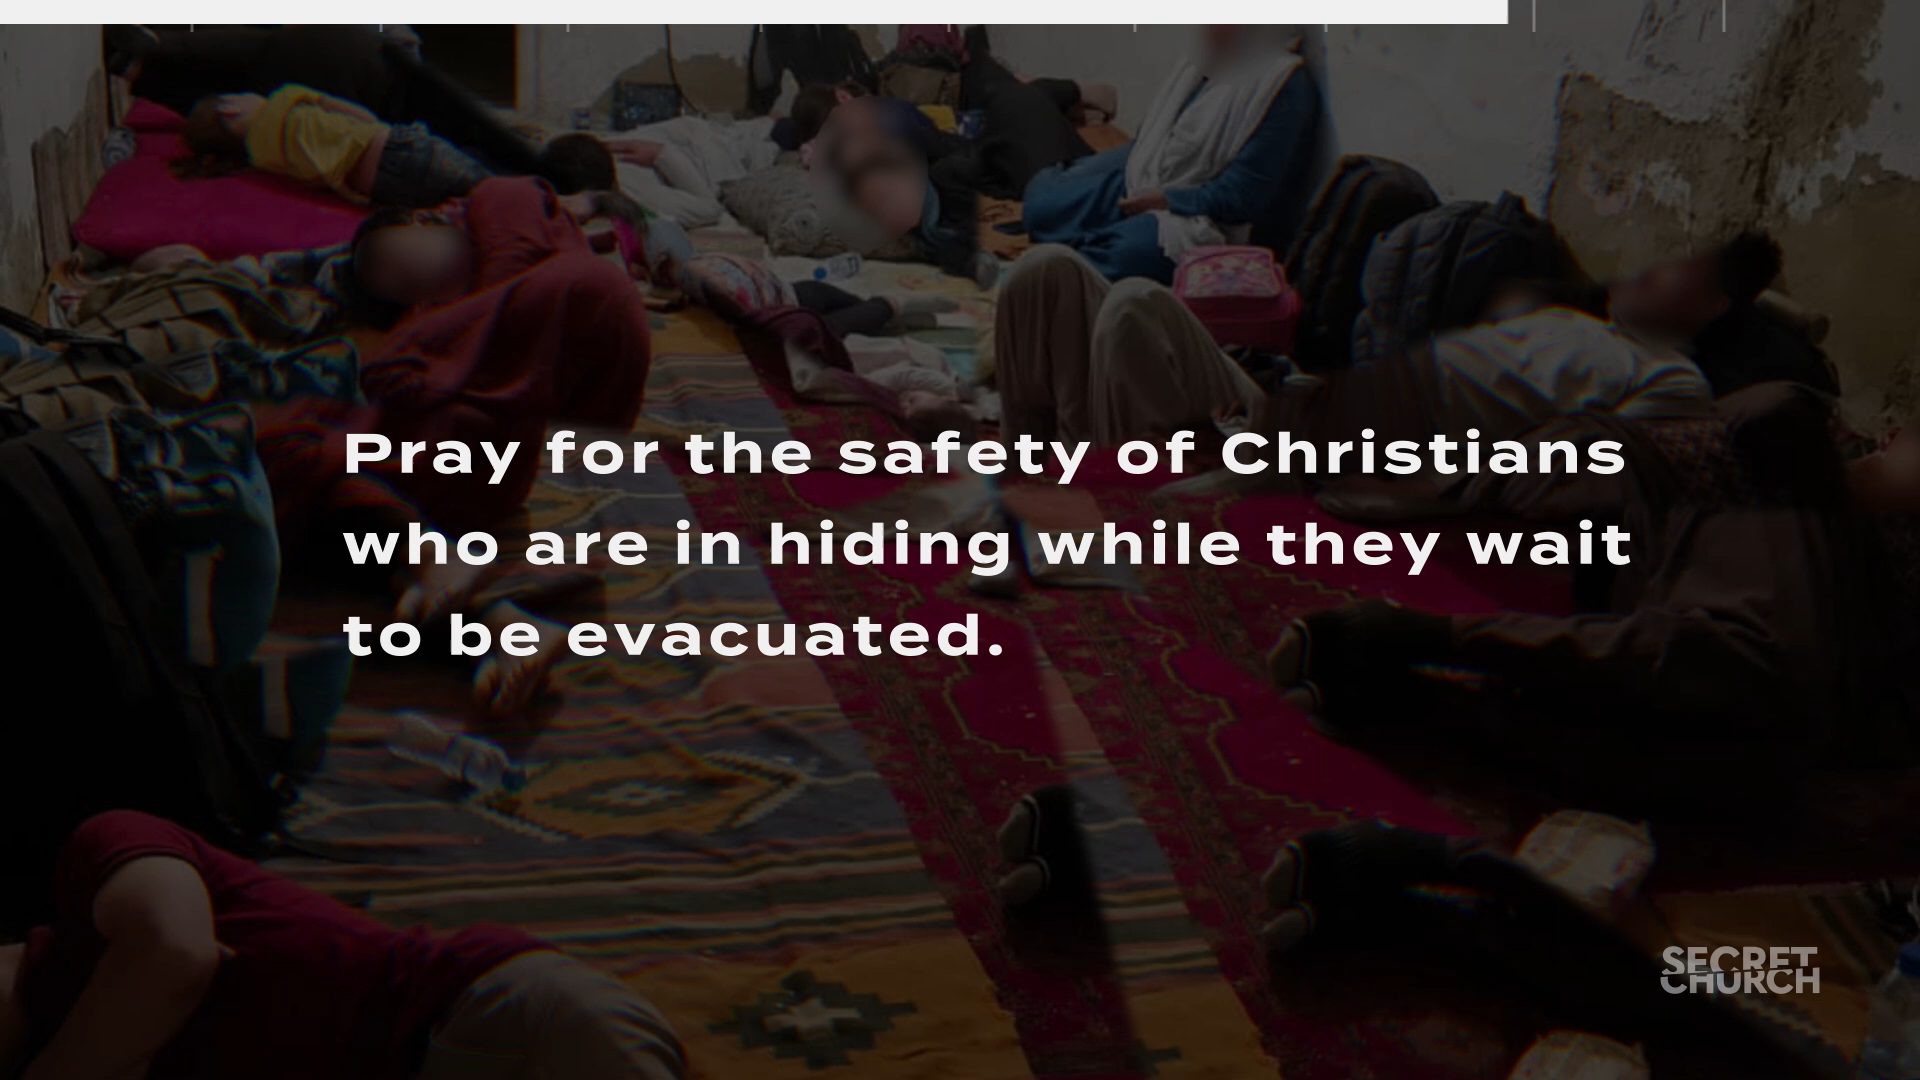 Pray for the safety of Christians
who are in hiding while they wait
to be evacuated.
SECRET
CHURCH